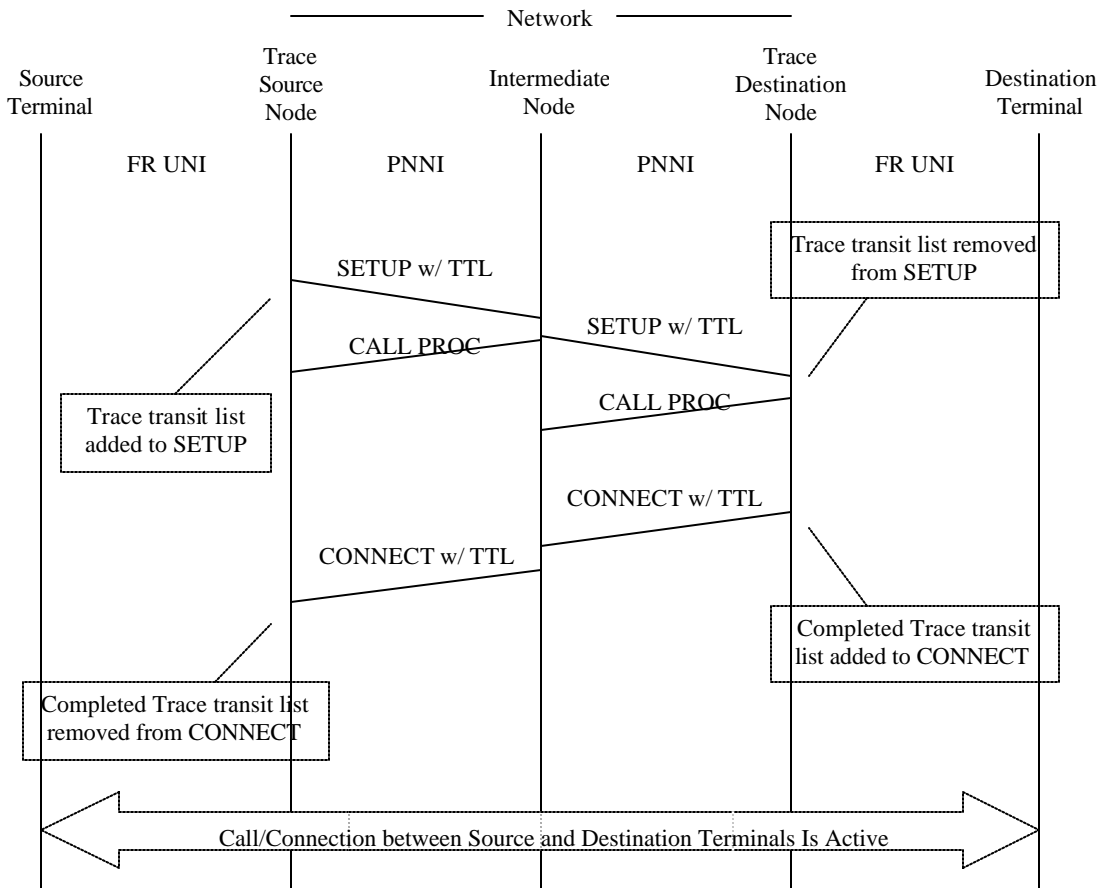 Network
Source
Terminal
Trace
Source
Node
Intermediate
Node
Trace
Destination
Node
Destination
Terminal
FR UNI
PNNI
PNNI
FR UNI
Trace transit list removed
from SETUP
SETUP w/ TTL
SETUP w/ TTL
CALL PROC
CALL PROC
Trace transit list
added to SETUP
CONNECT w/ TTL
CONNECT w/ TTL
Completed Trace transit
list added to CONNECT
Completed Trace transit list
removed from CONNECT
Call/Connection between Source and Destination Terminals Is Active